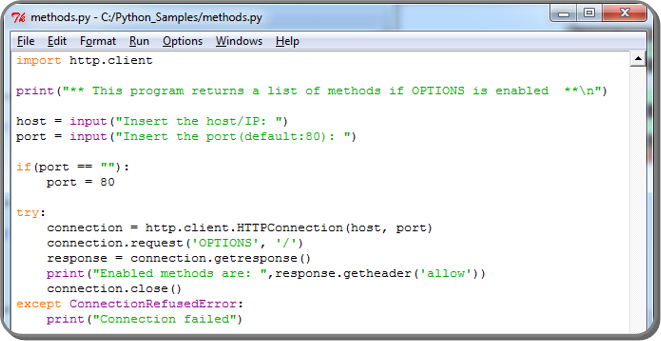 methods.py - C:/Python_Samples/methods.py
File Edit Format Run Options Windows Help
import http.client
print("** This program returns a list of methods if OPTIONS is enabled  **\n")
host = input("Insert the host/IP: ")
port = input("Insert the port(default:80): ")
if(port == ""):
    port = 80
try:
    connection = http.client.HTTPConnection(host, port)
    connection.request('OPTIONS', '/')
    response = connection.getresponse()
    print("Enabled methods are: ",response.getheader('allow'))
    connection.close()
except ConnectionRefusedError:
    print("Connection failed")